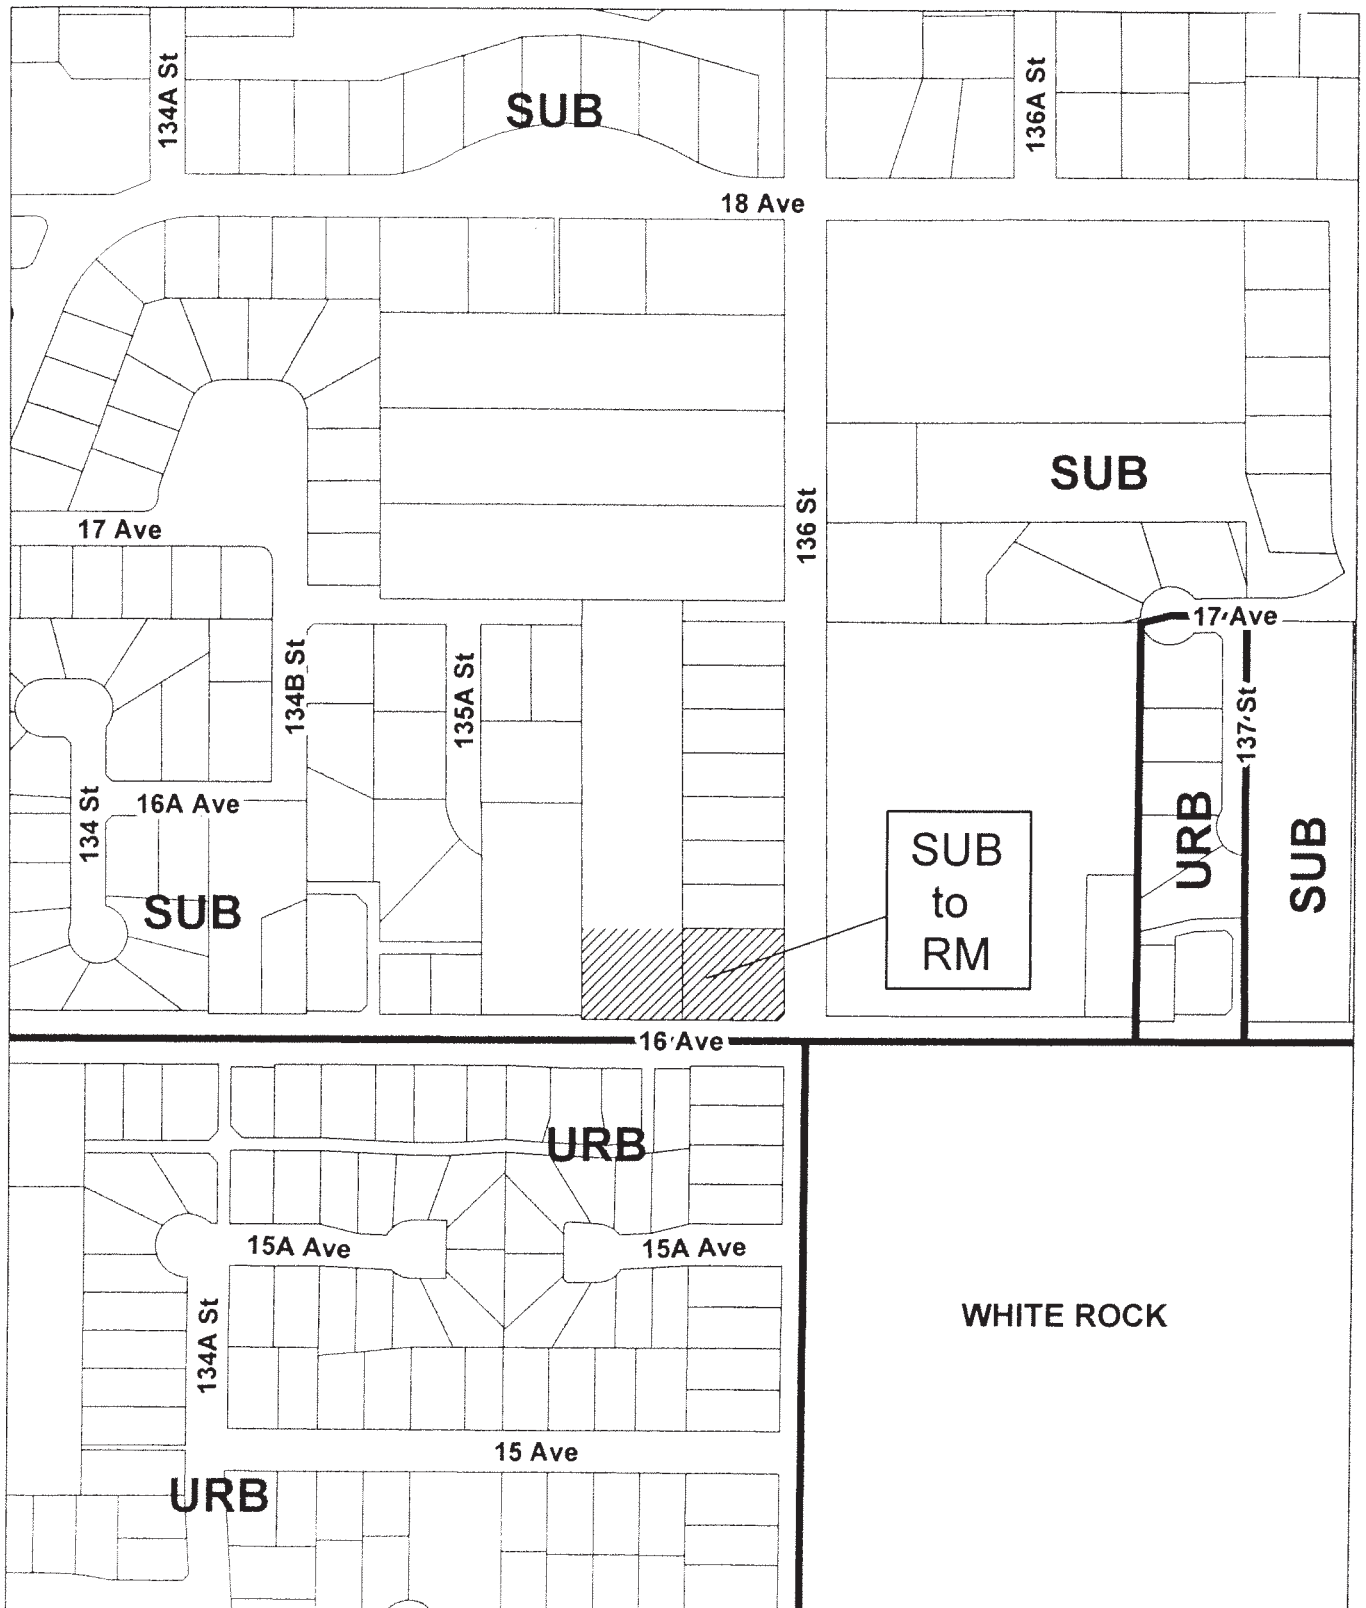 134A St
SUB
136A St
18 Ave
SUB
136 St
17 Ave
17 Ave
134B St
135A St
137 St
16A Ave
134 St
SUB
to
RM
URB
SUB
SUB
16 Ave
URB
15A Ave
15A Ave
WHITE ROCK
134A St
15 Ave
URB